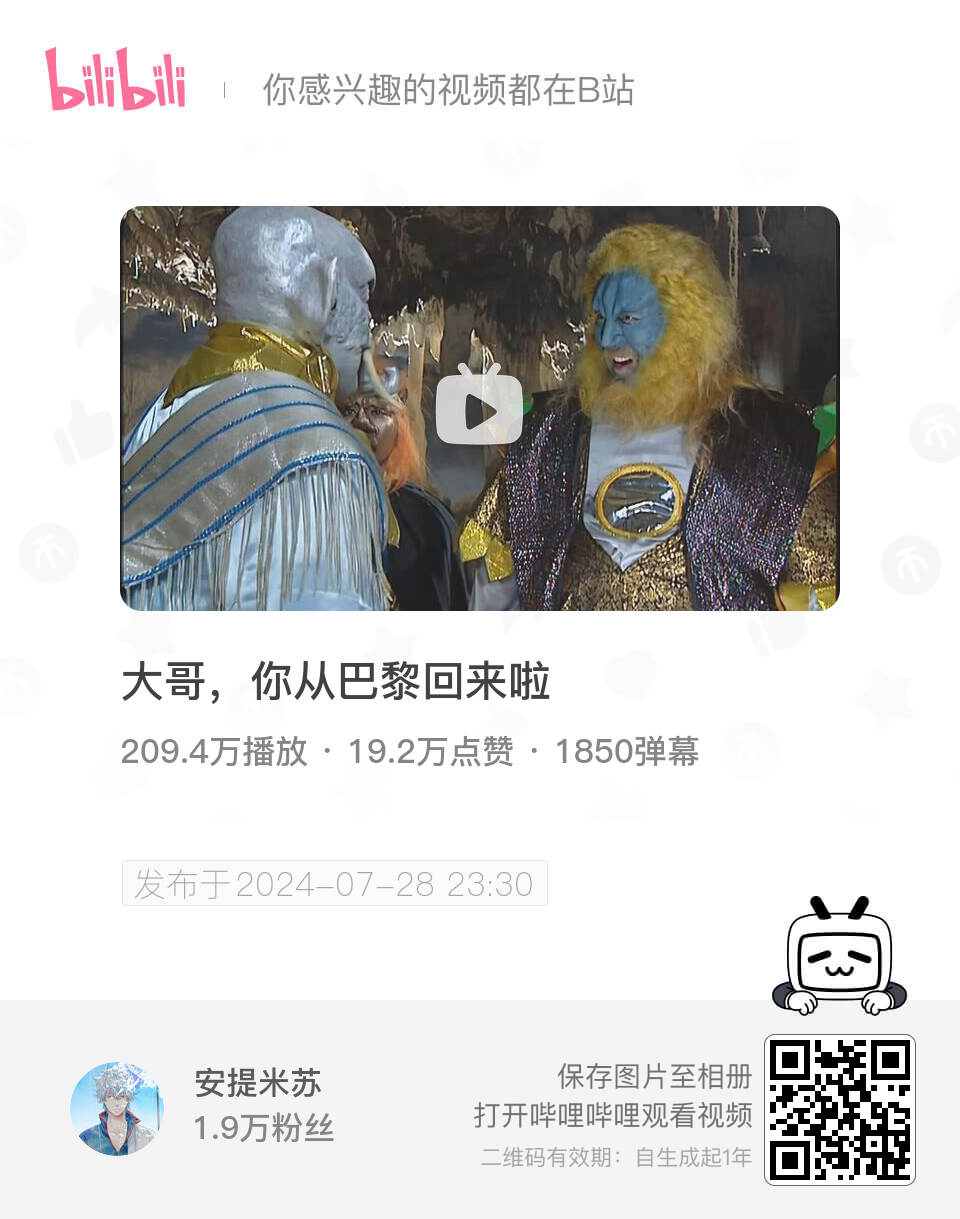 bilibili
你感兴趣的视频都在B站
大哥，你从巴黎回来啦
209.4万播放 · 19.2万点赞 · 1850弹幕
发布于2024-07-28 23:30
安提米苏
1.9万粉丝
保存图片至相册
打开哔哩哔哩观看视频
二维码有效期：自生成起1年